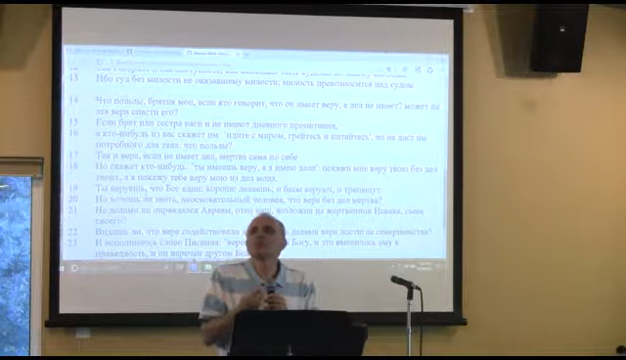 13 Ибо суд без милости не оказавшему милости; милость превозносится над судом.
14 Что пользы, братия мои, если кто говорит, что он имеет веру, а дел не имеет? может ли
эта вера спасти его?
15 Если брат или сестра наги и не имеют дневного пропитания,
16 а кто-нибудь из вас скажет им: 'идите с миром, грейтесь и питайтесь', но не даст им
потребного для тела: что пользы?
17 Так и вера, если не имеет дел, мертва сама по себе
18 Но скажет кто-нибудь: 'ты имеешь веру, а я имею дела': покажи мне веру твою без дел
твоих, а я покажу тебе веру мою из дел моих.
19 Ты веруешь, что Бог един: хорошо делаешь; и бесы веруют, и трепещут.
20 Но хочешь ли знать, неосновательный человек, что вера без дел мертва?
21 Не делами ли оправдался Авраам, отец наш, возложив на жертвенник Исаака, сына
своего?
22 Видишь ли, что вера содействовала делами вера достигла совершенства?
23 И исполнилось слово Писания: 'веро Богу, и это вменилось ему в
праведность, и он наречен другом Бо